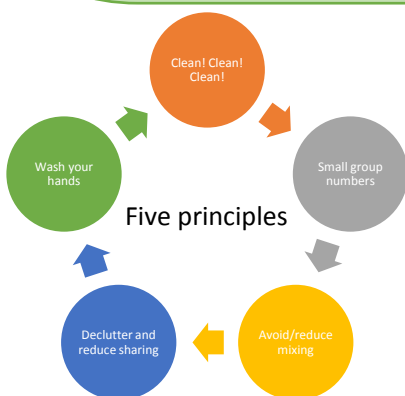 Clean! Clean!
Clean!
Small group
numbers
Avoid/reduce
mixing
Declutter and
reduce sharing
Wash your
hands
Five principles